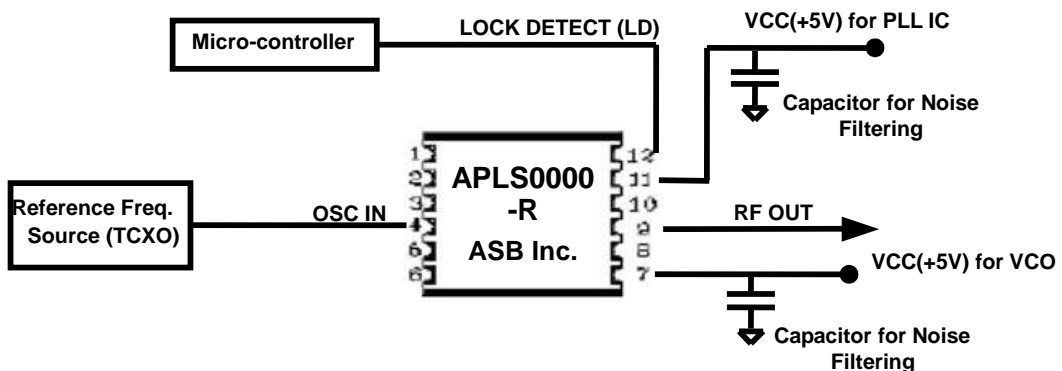 VCC(+5V) for PLL IC
LOCK DETECT (LD)
Micro-controller
Capacitor for Noise
Filtering
APLS0000
-R
ASB Inc.
1
2
3
4
5
6
12
11
10
9
8
7
Reference Freq.
Source (TCXO)
OSC IN
RF OUT
VCC(+5V) for VCO
Capacitor for Noise
Filtering